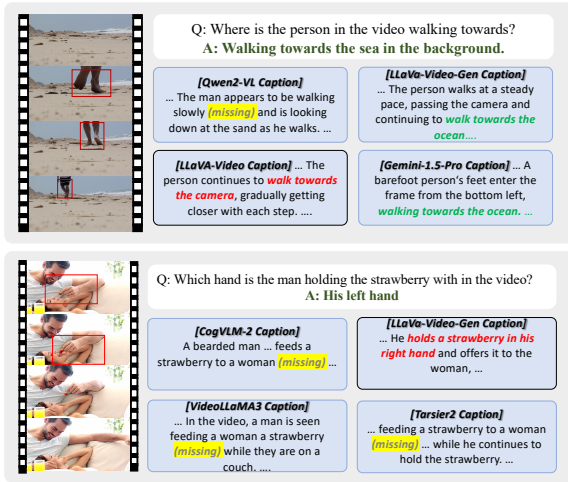 Q: Where is the person in the video walking towards?
A: Walking towards the sea in the background.
[Qwen2-VL Caption]
… The man appears to be walking
slowly (missing) and is looking
down at the sand as he walks. …
[LLaVa-Video-Gen Caption]
… The person walks at a steady
pace, passing the camera and
continuing to walk towards the
ocean….
[LLaVA-Video Caption] … The
person continues to walk towards
the camera, gradually getting
closer with each step. ….
[Gemini-1.5-Pro Caption] … A
barefoot person's feet enter the
frame from the bottom left,
walking towards the ocean. …
Q: Which hand is the man holding the strawberry with in the video?
A: His left hand
[CogVLM-2 Caption]
A bearded man … feeds a
strawberry to a woman (missing) …
[LLaVa-Video-Gen Caption]
… He holds a strawberry in his
right hand and offers it to the
woman, …
[VideoLLaMA3 Caption]
… In the video, a man is seen
feeding a woman a strawberry
(missing) while they are on a
couch. ….
[Tarsier2 Caption]
… feeding a strawberry to a woman
(missing) … while he continues to
hold the strawberry. …